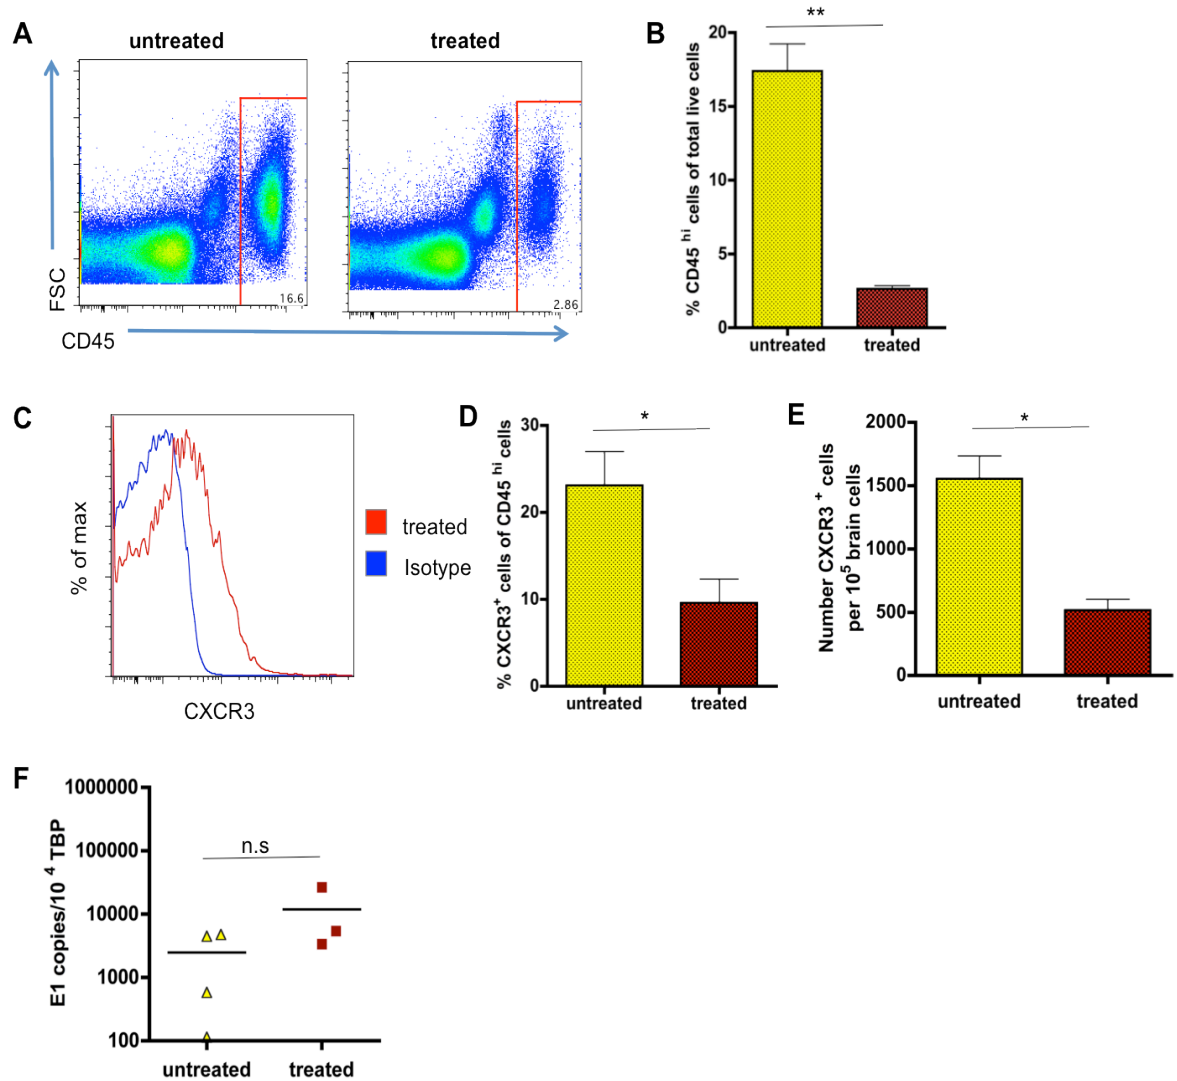 A
untreated
treated
FSC
16.6
2.86
CD45
B
**
% CD45 hi cells of total live cells
20
15
10
5
0
untreated
treated
C
% of max
CXCR3
treated
Isotype
D
*
% CXCR3+ cells of CD45 hi cells
30
20
10
0
untreated
treated
E
*
Number CXCR3 + cells
per 10^5 brain cells
2000
1500
1000
500
0
untreated
treated
F
n.s
E1 copies/10 4 TBP
1000000
100000
10000
1000
100
untreated
treated